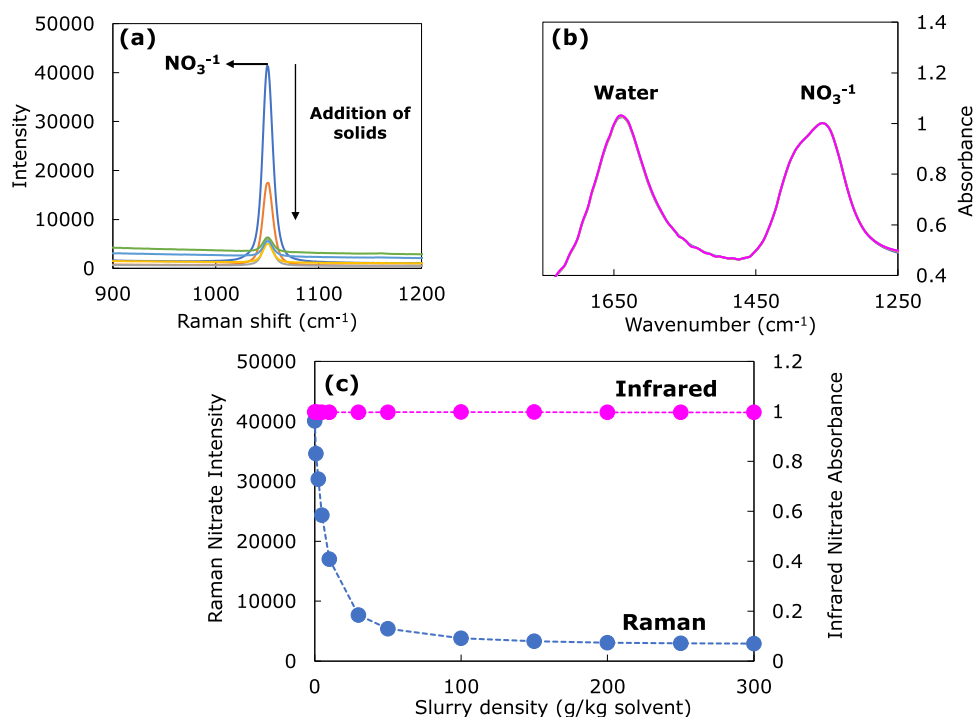 (a)
NO₃⁻¹
Addition of
solids
Intensity
50000
40000
30000
20000
10000
0
900 1000 1100 1200
Raman shift (cm⁻¹)
(b)
Water
NO₃⁻¹
1.4
1.2
1
0.8
0.6
0.4
Absorbance
1650 1450 1250
Wavenumber (cm⁻¹)
(c)
Infrared
Raman
Raman Nitrate Intensity
50000
40000
30000
20000
10000
0
1.2
1
0.8
0.6
0.4
0.2
0
Infrared Nitrate Absorbance
0 100 200 300
Slurry density (g/kg solvent)